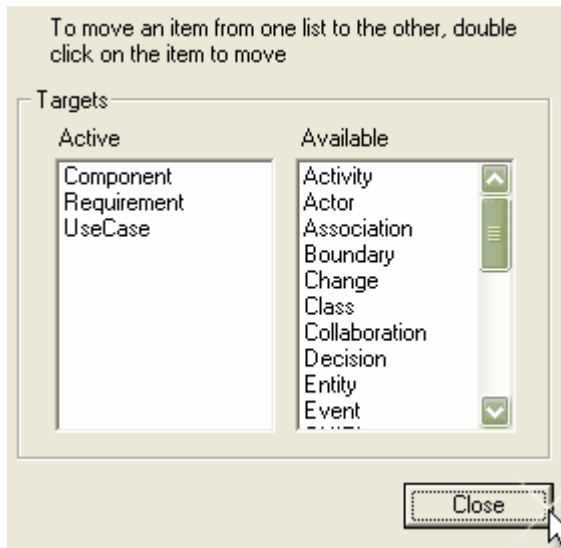 To move an item from one list to the other, double
click on the item to move
Targets
Active
Available
Component
Requirement
UseCase
Activity
Actor
Association
Boundary
Change
Class
Collaboration
Decision
Entity
Event
Close